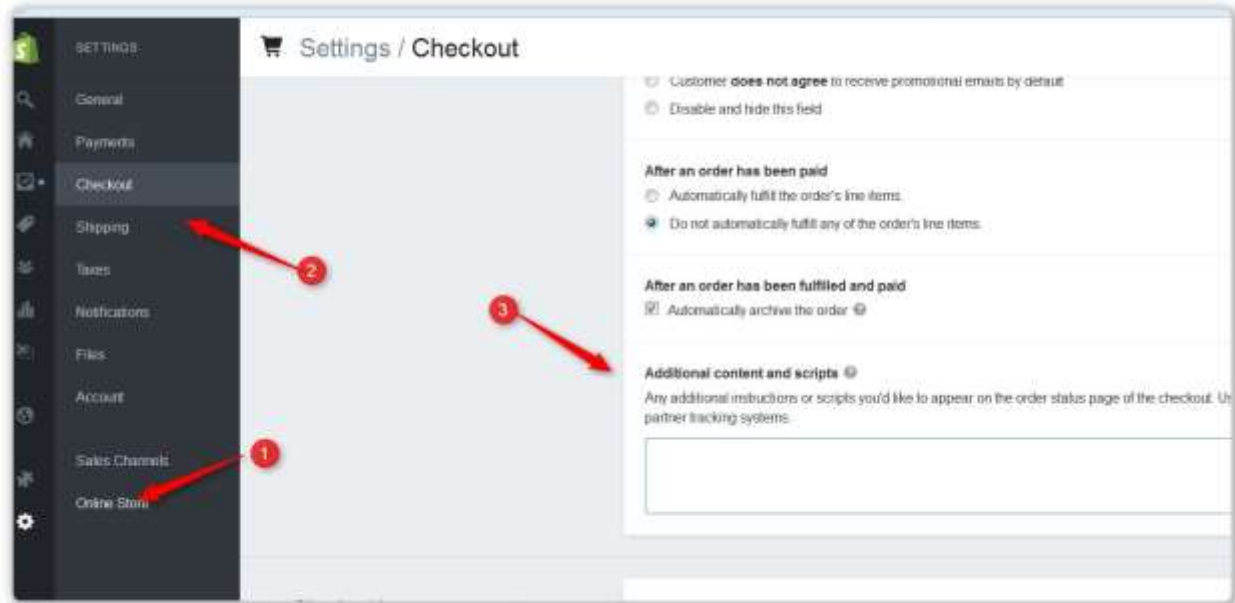 SETTINGS
General
Payments
Checkout
Shipping
Taxes
Notifications
Files
Account
Sales Channels
Online Store
Settings / Checkout
Customer does not agree to receive promotional emails by default
Disable and hide this field
After an order has been paid
Automatically fulfill the order's line items.
Do not automatically fulfill any of the order's line items.
After an order has been fulfilled and paid
Automatically archive the order
Additional content and scripts
Any additional instructions or scripts you'd like to appear on the order status page of the checkout.
partner tracking systems.
1
2
3